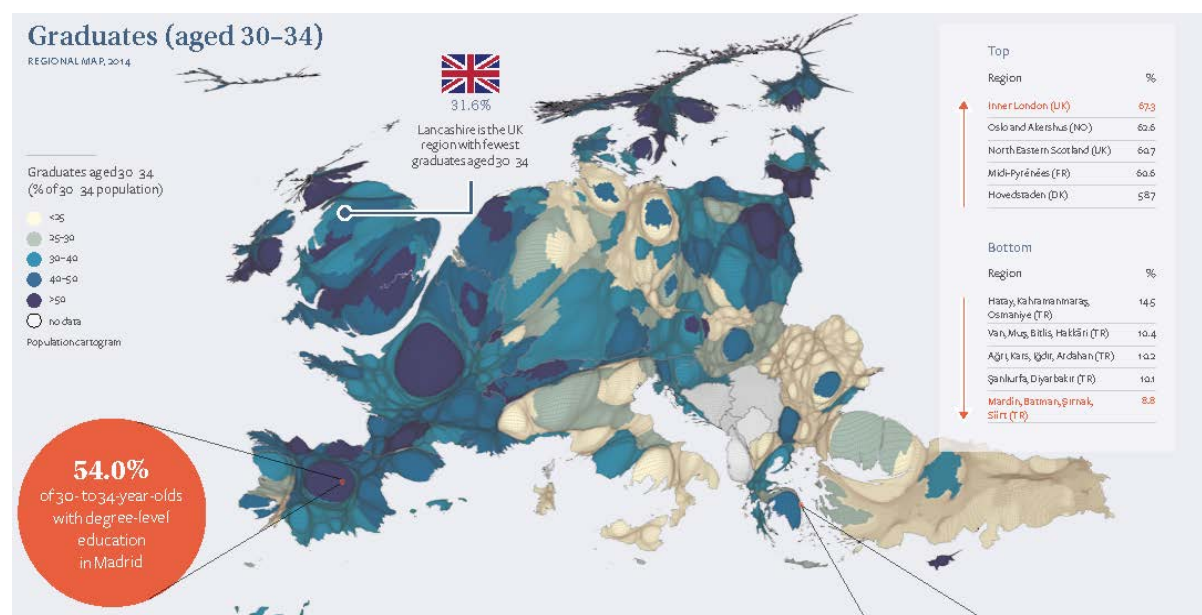 Graduates (aged 30–34)
REGIONAL MAP, 2014
31.6%
Lancashire is the UK
region with fewest
graduates aged 30 34
Graduates aged 30 34
(% of 30 34 population)
<25
25–30
30–40
40–50
>50
no data
Population cartogram
54.0%
of 30- to 34-year-olds
with degree-level
education
in Madrid
Top
Region %
Inner London (UK) 67.3
Oslo and Akershus (NO) 62.6
North Eastern Scotland (UK) 60.7
Midi-Pyrénées (FR) 60.6
Hovedstaden (DK) 58.7
Bottom
Region %
Hatay, Kahramanmaraş,
Osmaniye (TR) 14.5
Van, Muş, Bitlis, Hakkâri (TR) 10.4
Ağrı, Kars, Iğdır, Ardahan (TR) 10.2
Şanlıurfa, Diyarbakır (TR) 10.1
Mardin, Batman, Şırnak, 8.8
Siirt (TR)